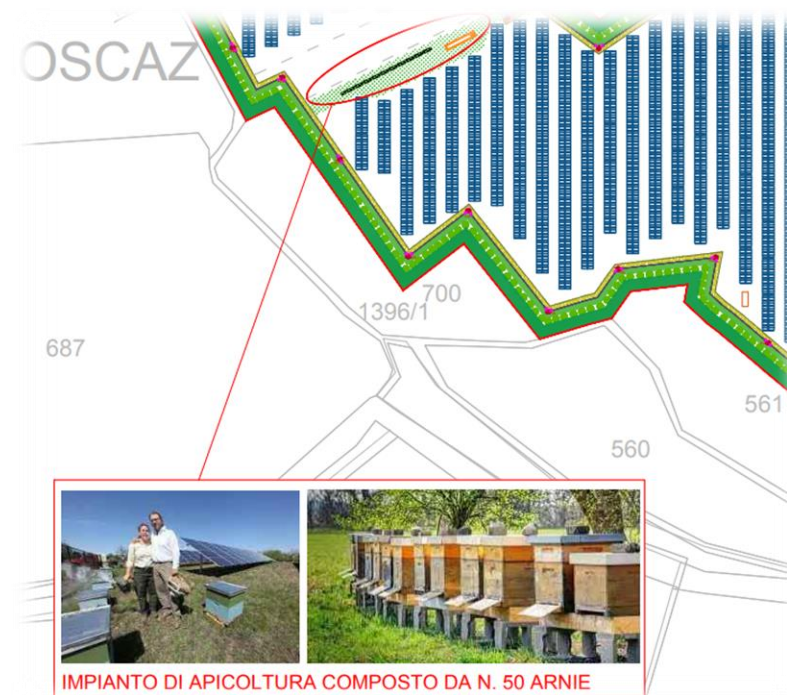 OSCAZ
700
1396/1
687
561
560
IMPIANTO DI APICOLTURA COMPOSTO DA N. 50 ARNIE